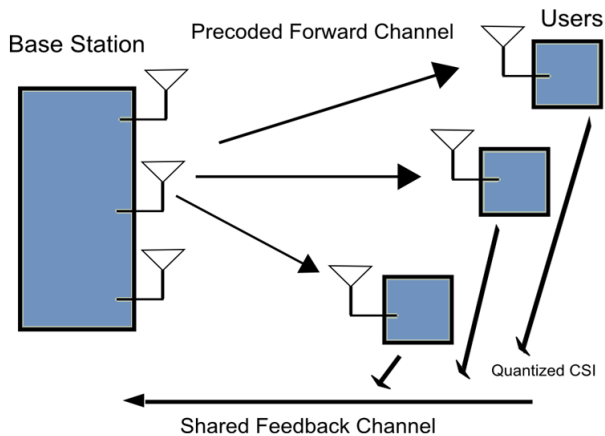 Users
Precoded Forward Channel
Base Station
Quantized CSI
Shared Feedback Channel